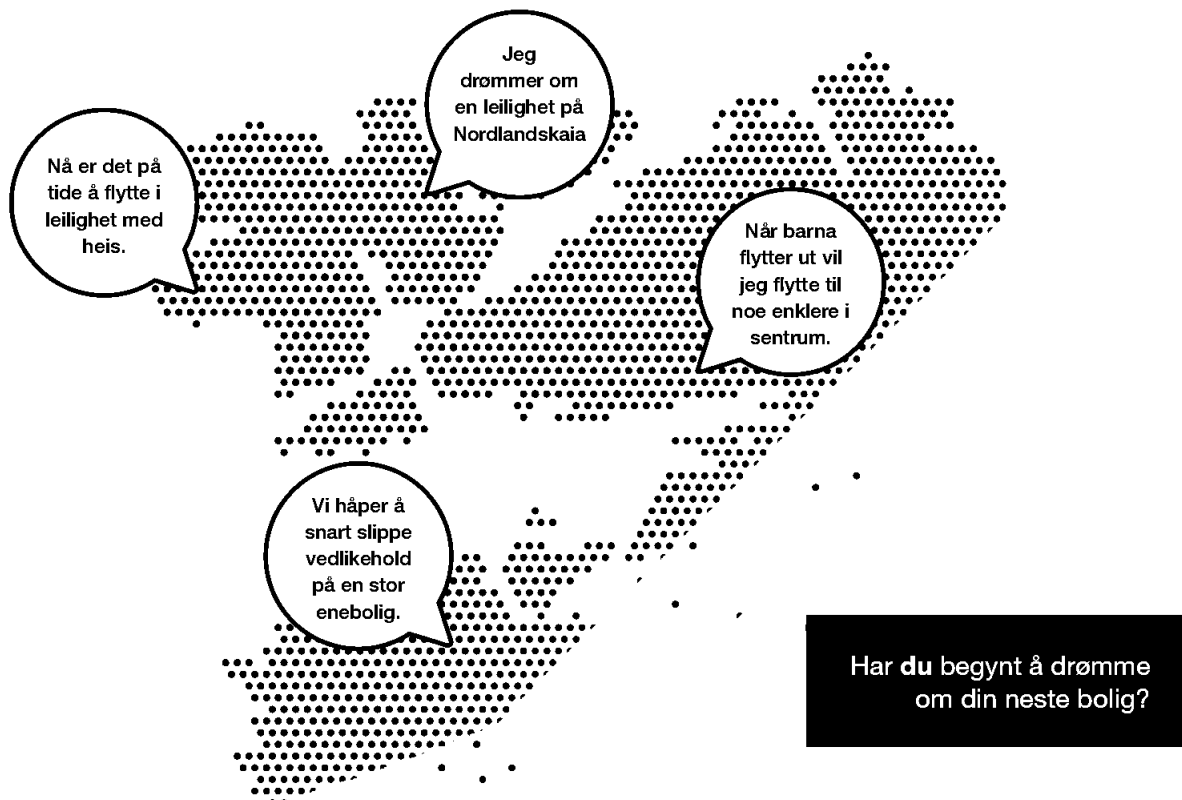 Jeg
drømmer om
en leilighet på
Nordlandskaia
Nå er det på
tide å flytte i
leilighet med
heis.
Når barna
flytter ut vil
jeg flytte til
noe enklere i
sentrum.
Vi håper å
snart slippe
vedlikehold
på en stor
enebolig.
Har du begynt å drømme
om din neste bolig?